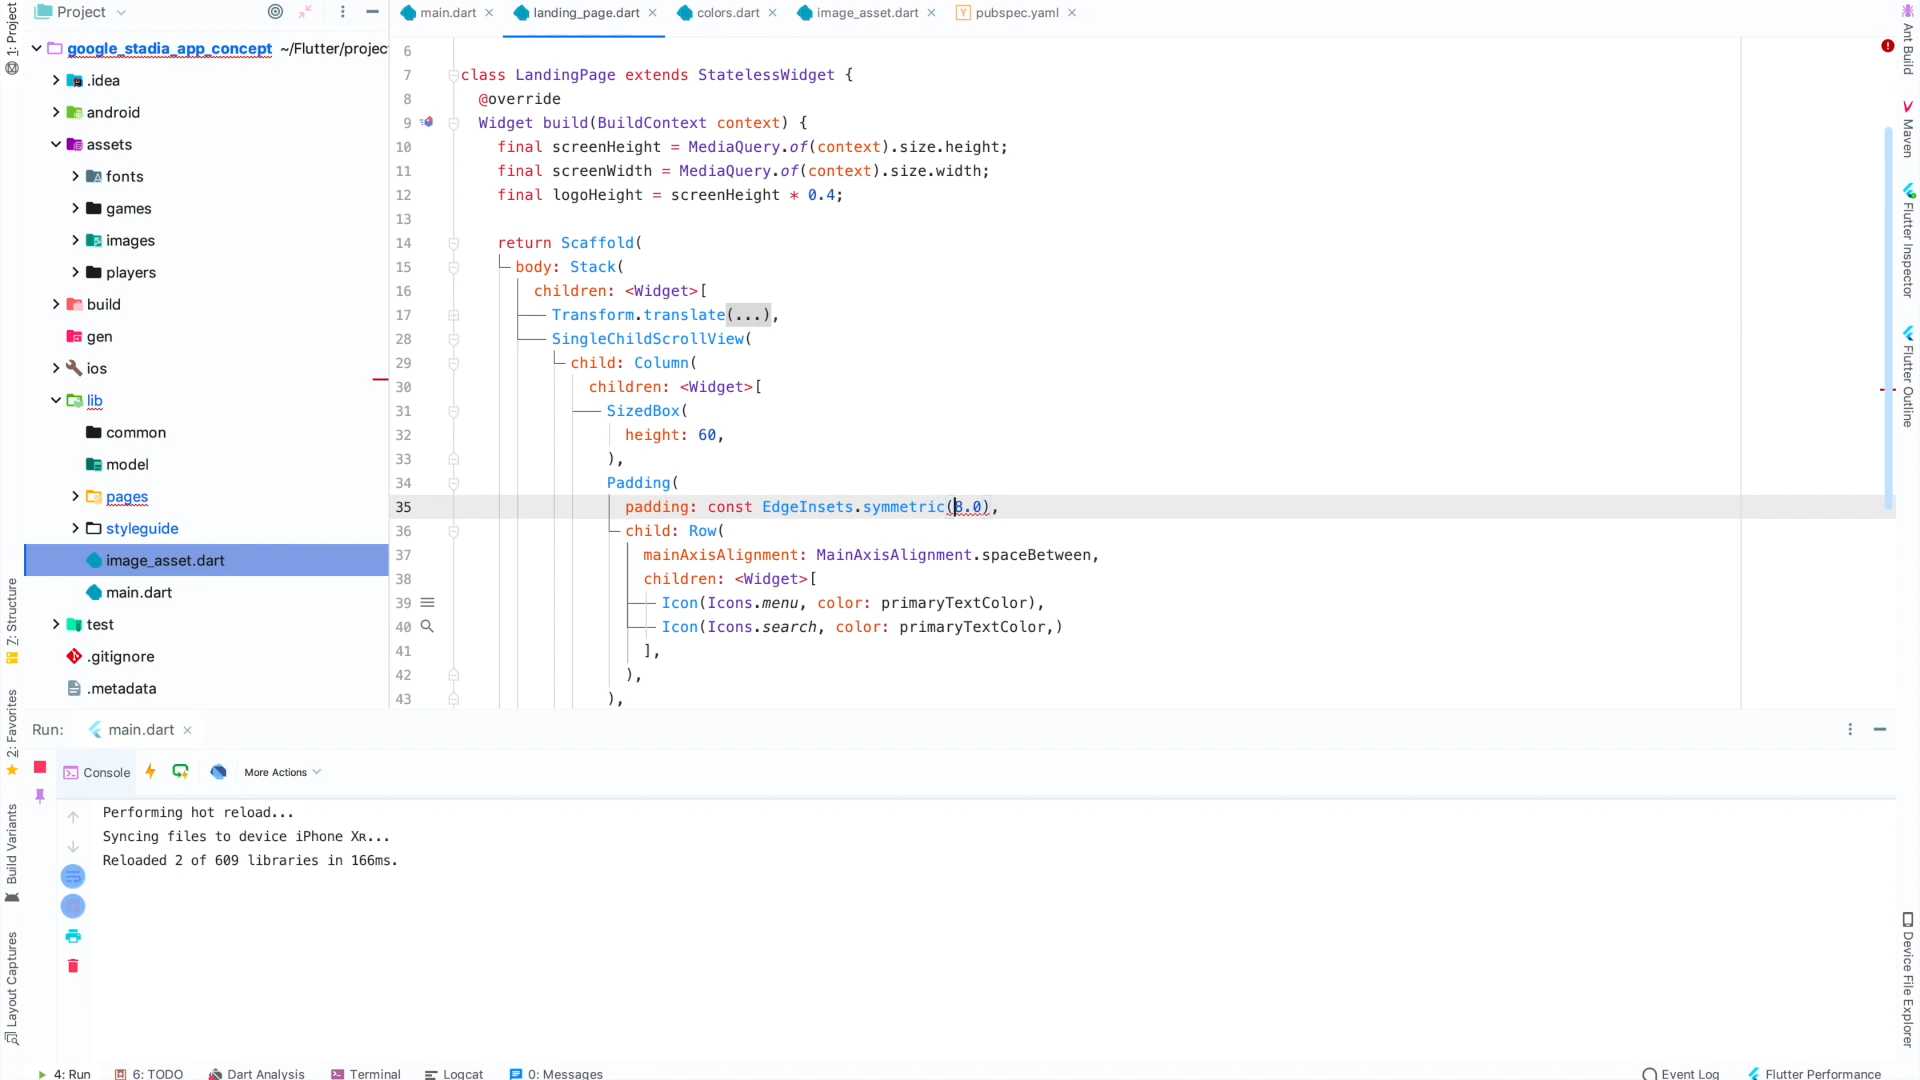 Project
main.dart
landing_page.dart
colors.dart
image_asset.dart
pubspec.yaml
1: Project
Z: Structure
2: Favorites
Build Variants
Layout Captures
google_stadia_app_concept ~/Flutter/projec
.idea
android
assets
fonts
games
images
players
build
gen
ios
lib
common
model
pages
styleguide
image_asset.dart
main.dart
test
.gitignore
.metadata
6
7 class LandingPage extends StatelessWidget {
8 @override
9 Widget build(BuildContext context) {
10 final screenHeight = MediaQuery.of(context).size.height;
11 final screenWidth = MediaQuery.of(context).size.width;
12 final logoHeight = screenHeight * 0.4;
13
14 return Scaffold(
15 body: Stack(
16 children: <Widget>[
17 Transform.translate(...),
28 SingleChildScrollView(
29 child: Column(
30 children: <Widget>[
31 SizedBox(
32 height: 60,
33 ),
34 Padding(
35 padding: const EdgeInsets.symmetric(8.0),
36 child: Row(
37 mainAxisAlignment: MainAxisAlignment.spaceBetween,
38 children: <Widget>[
39 Icon(Icons.menu, color: primaryTextColor),
40 Icon(Icons.search, color: primaryTextColor,)
41 ],
42 ),
43 ),
Ant Build
Maven
Flutter Inspector
Flutter Outline
Device File Explorer
Run: main.dart
Console More Actions
Performing hot reload...
Syncing files to device iPhone Xʀ...
Reloaded 2 of 609 libraries in 166ms.
4: Run 6: TODO Dart Analysis Terminal Logcat 0: Messages Event Log Flutter Performance